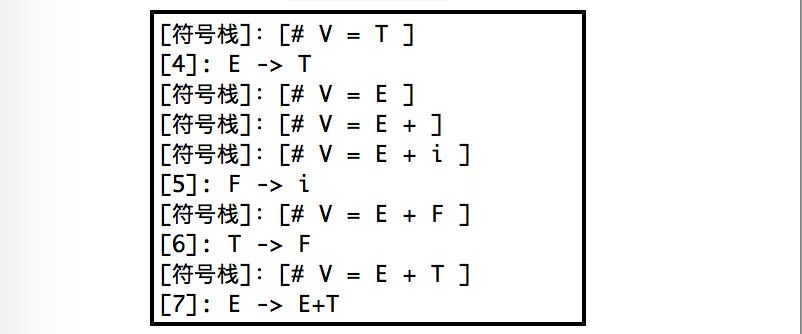 [符号栈]: [# V = T ]
[4]: E -> T
[符号栈]: [# V = E ]
[符号栈]: [# V = E + ]
[符号栈]: [# V = E + i ]
[5]: F -> i
[符号栈]: [# V = E + F ]
[6]: T -> F
[符号栈]: [# V = E + T ]
[7]: E -> E+T